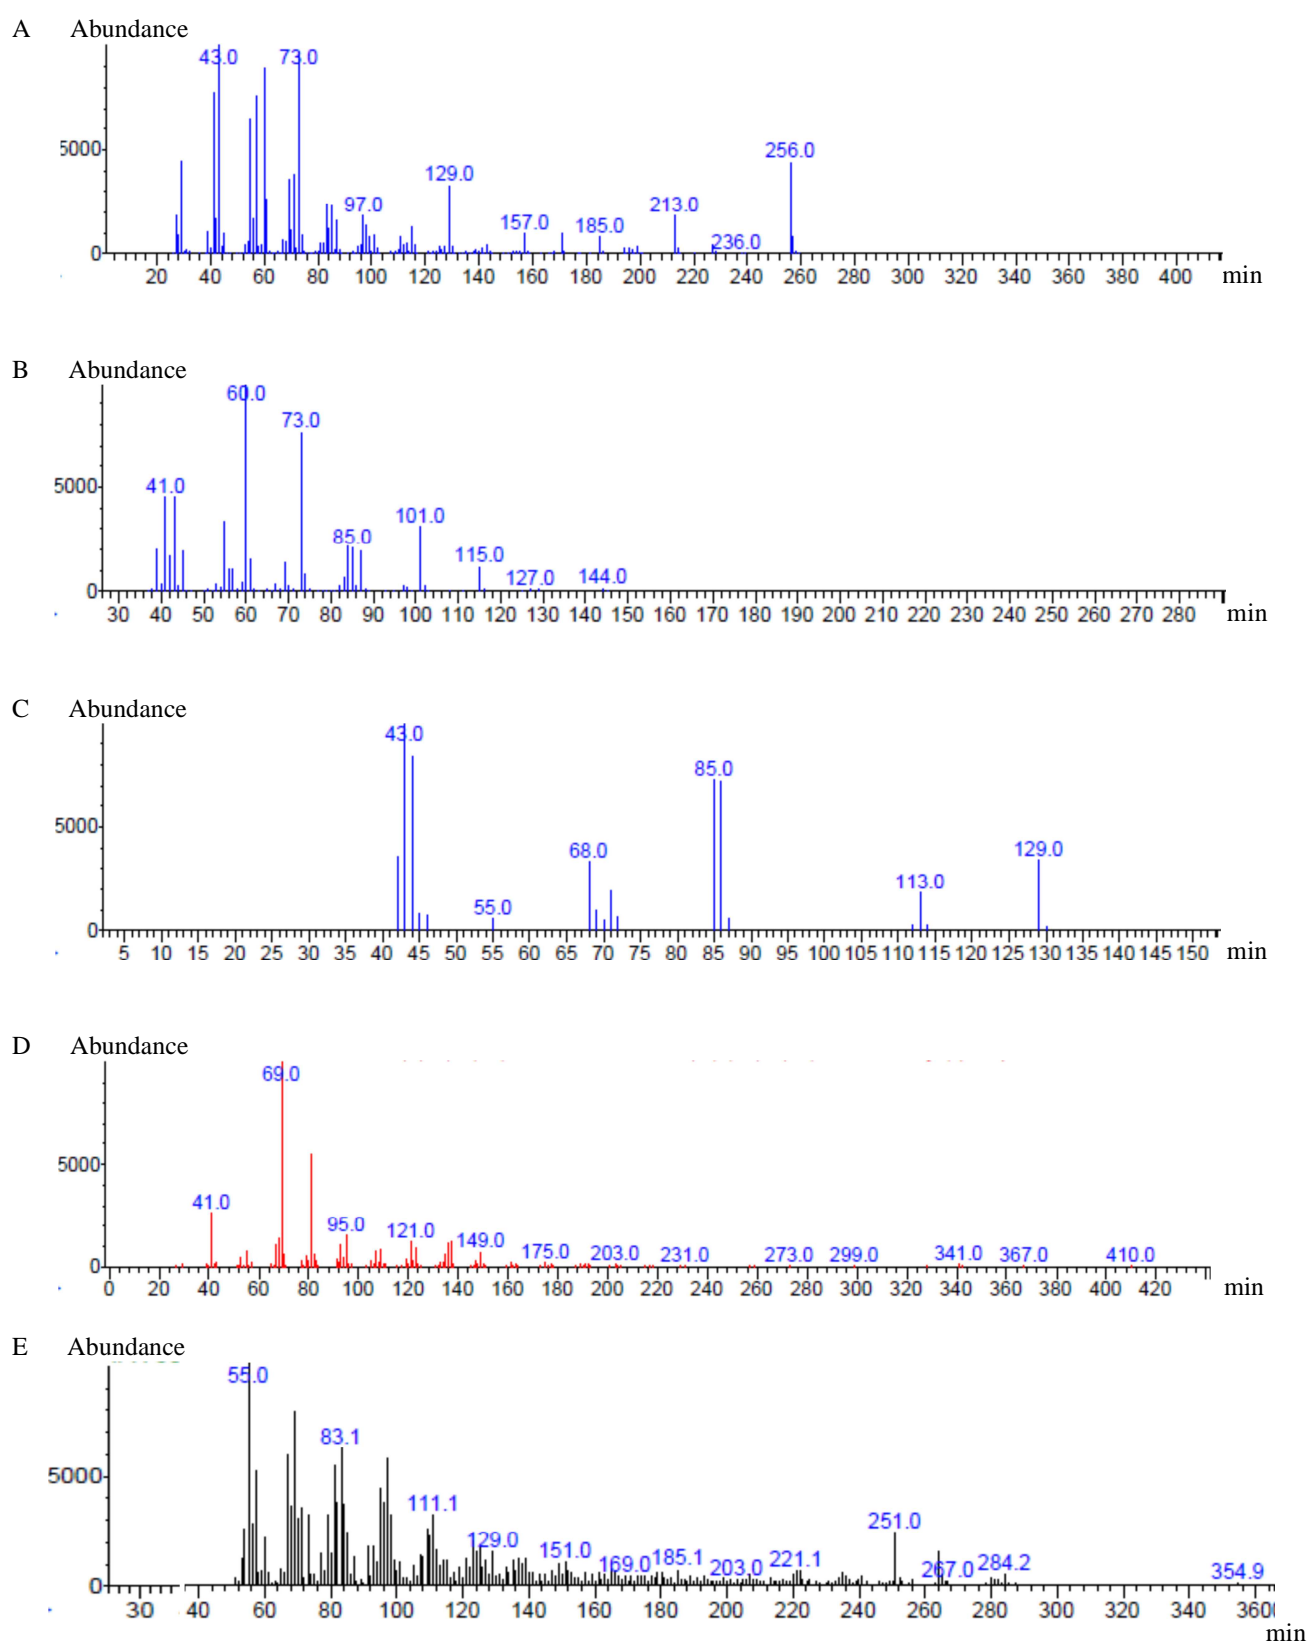 A Abundance
43.0 73.0
5000 97.0 129.0 157.0 185.0 213.0 236.0 256.0
0
20 40 60 80 100 120 140 160 180 200 220 240 260 280 300 320 340 360 380 400 min
B Abundance
60.0
73.0
5000 41.0 85.0 101.0 115.0 127.0 144.0
0
30 40 50 60 70 80 90 100 110 120 130 140 150 160 170 180 190 200 210 220 230 240 250 260 270 280 min
C Abundance
43.0
85.0
5000 55.0 68.0 113.0 129.0
0
5 10 15 20 25 30 35 40 45 50 55 60 65 70 75 80 85 90 95 100 105 110 115 120 125 130 135 140 145 150 min
D Abundance
69.0
5000
41.0 95.0 121.0 149.0 175.0 203.0 231.0 273.0 299.0 341.0 367.0 410.0
0
0 20 40 60 80 100 120 140 160 180 200 220 240 260 280 300 320 340 360 380 400 420 min
E Abundance
55.0
83.1
5000 111.1 129.0 151.0 169.0 185.1 203.0 221.1 251.0 267.0 284.2 354.9
0
30 40 60 80 100 120 140 160 180 200 220 240 260 280 300 320 340 360
min